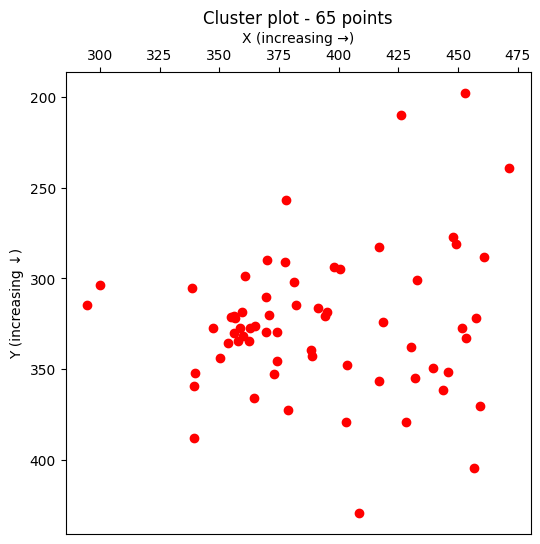 Cluster plot - 65 points
X (increasing →)
300 325 350 375 400 425 450 475
Y (increasing ↓)
200
250
300
350
400